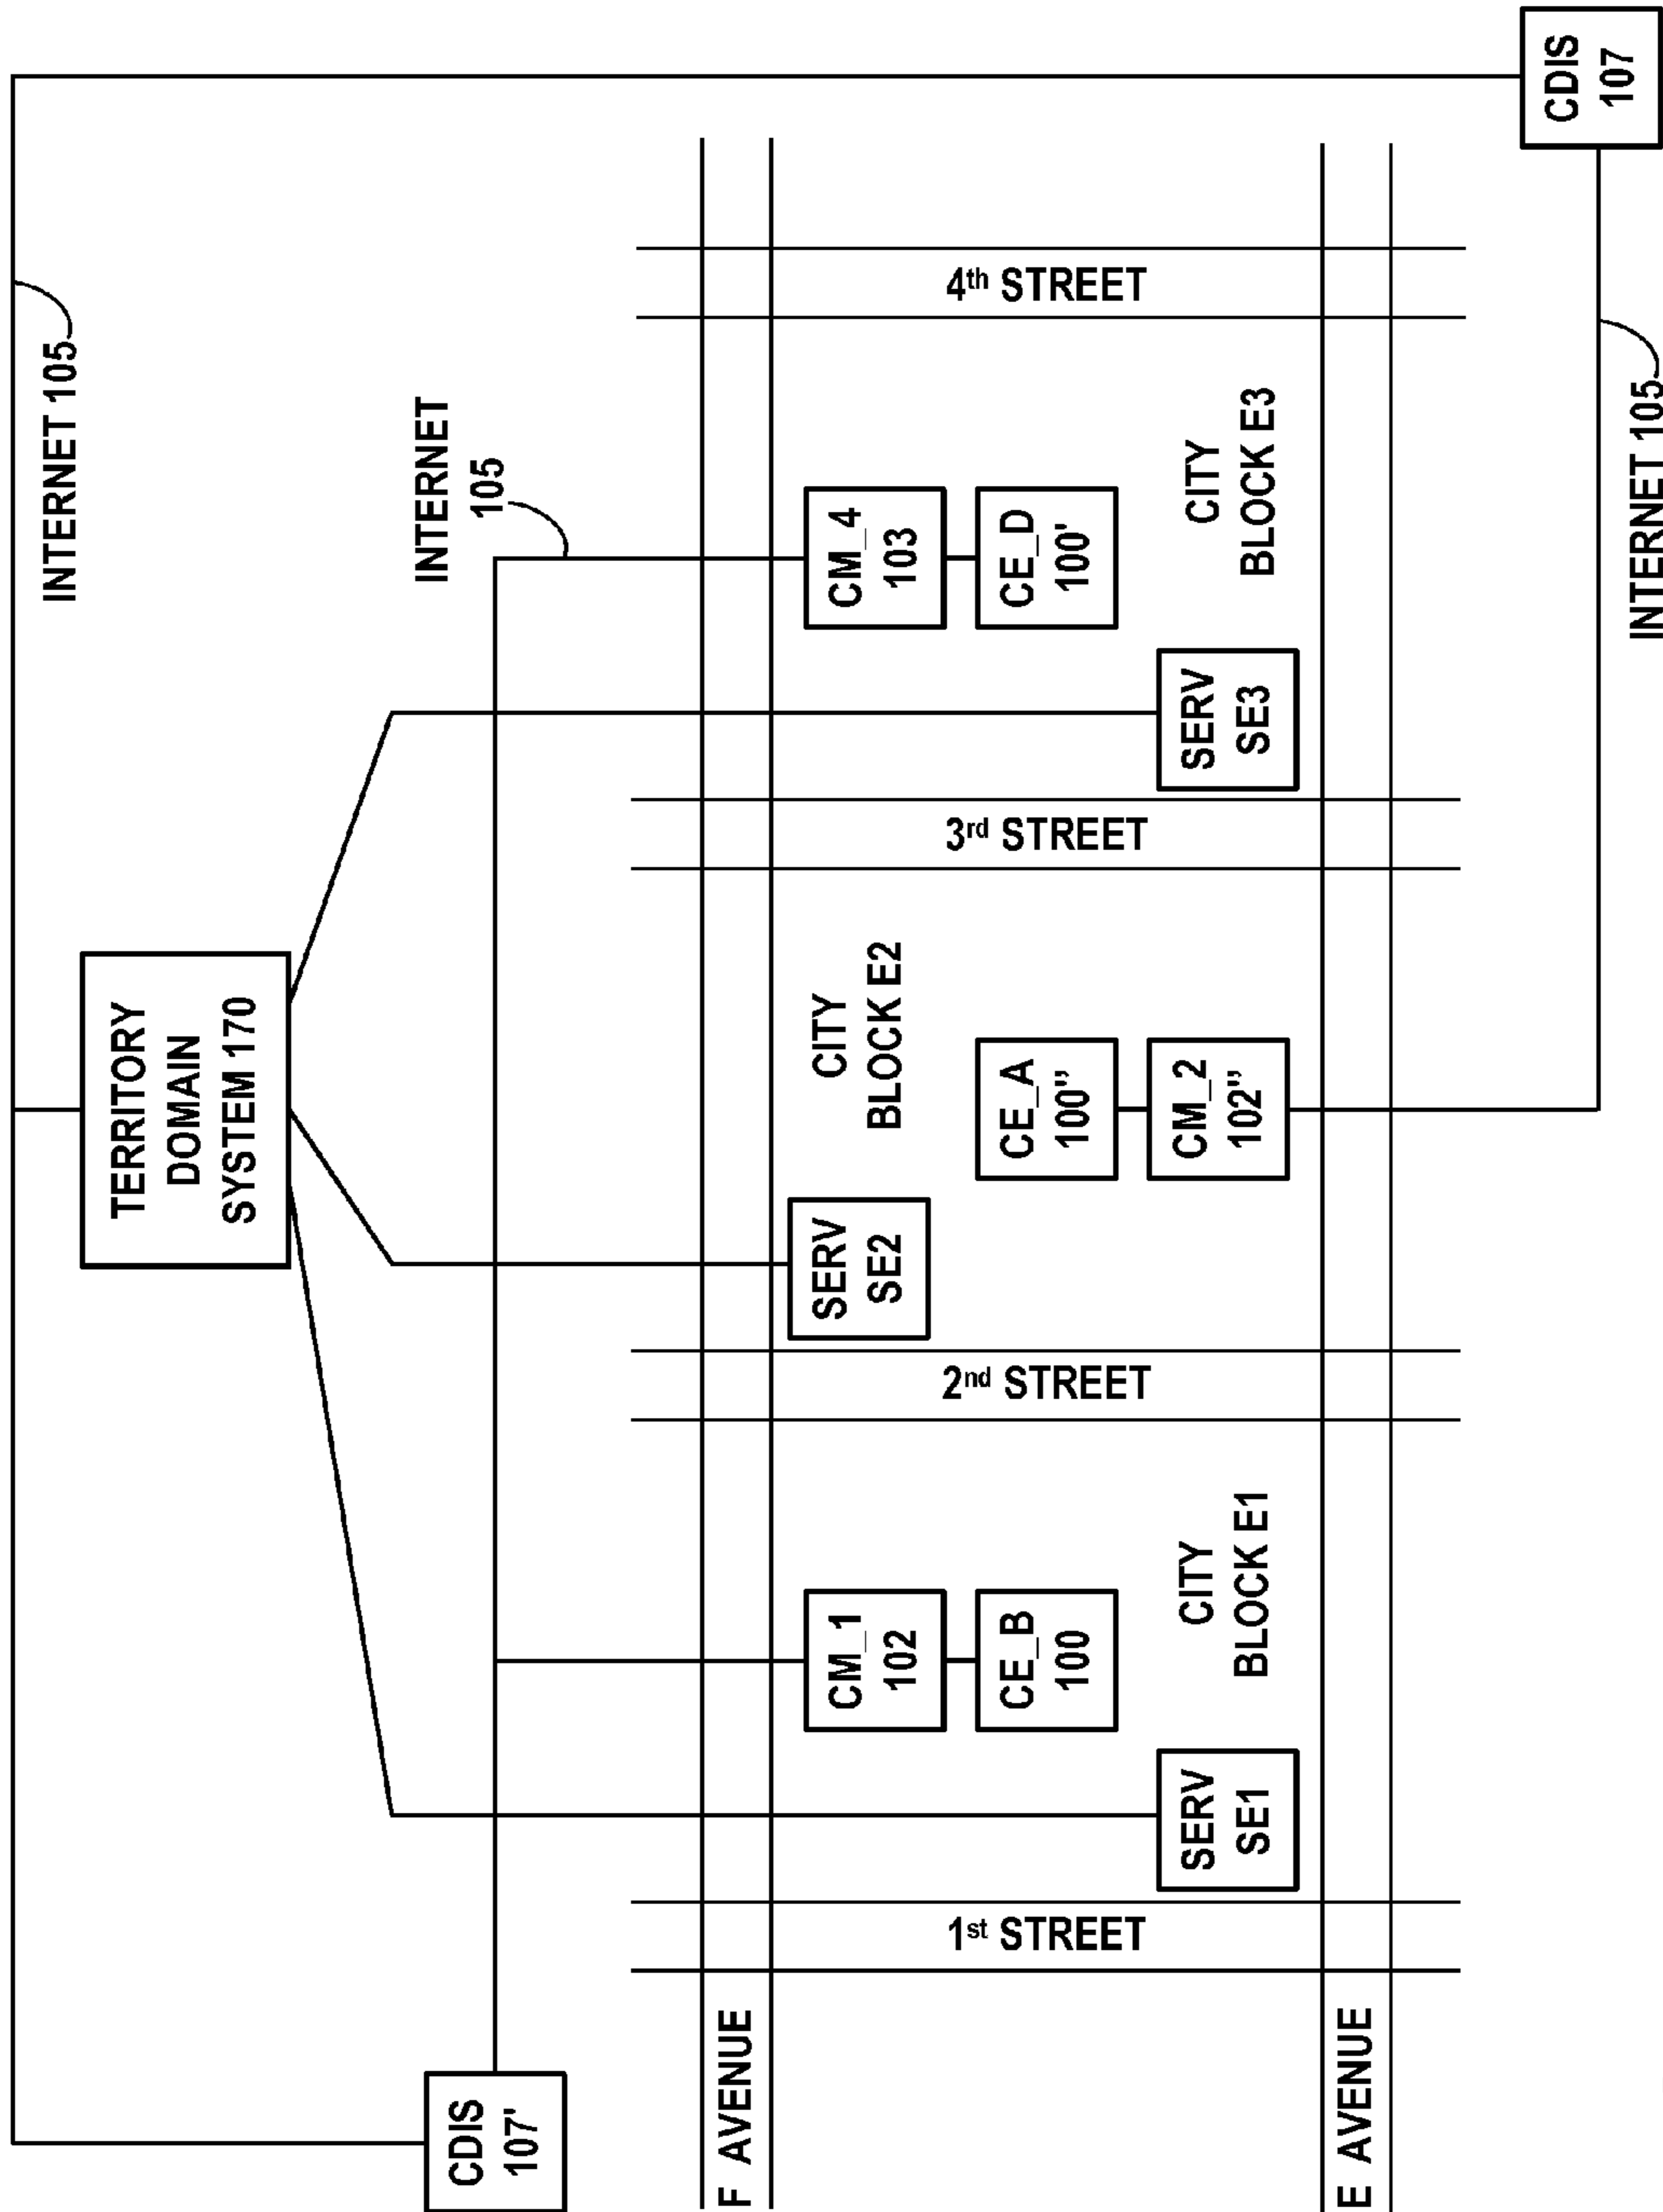 INTERNET 105
TERRITORY
DOMAIN
SYSTEM 170
INTERNET
105
CDIS
107'
F AVENUE
CM_1
102
CE_B
100
SERV
SE1
CITY
BLOCK E1
SERV
SE2
CITY
BLOCK E2
CE_A
100"
CM_2
102"
CM_4
103
CE_D
100'
SERV
SE3
CITY
BLOCK E3
1st STREET
2nd STREET
3rd STREET
4th STREET
E AVENUE
CDIS
107
INTERNET 105